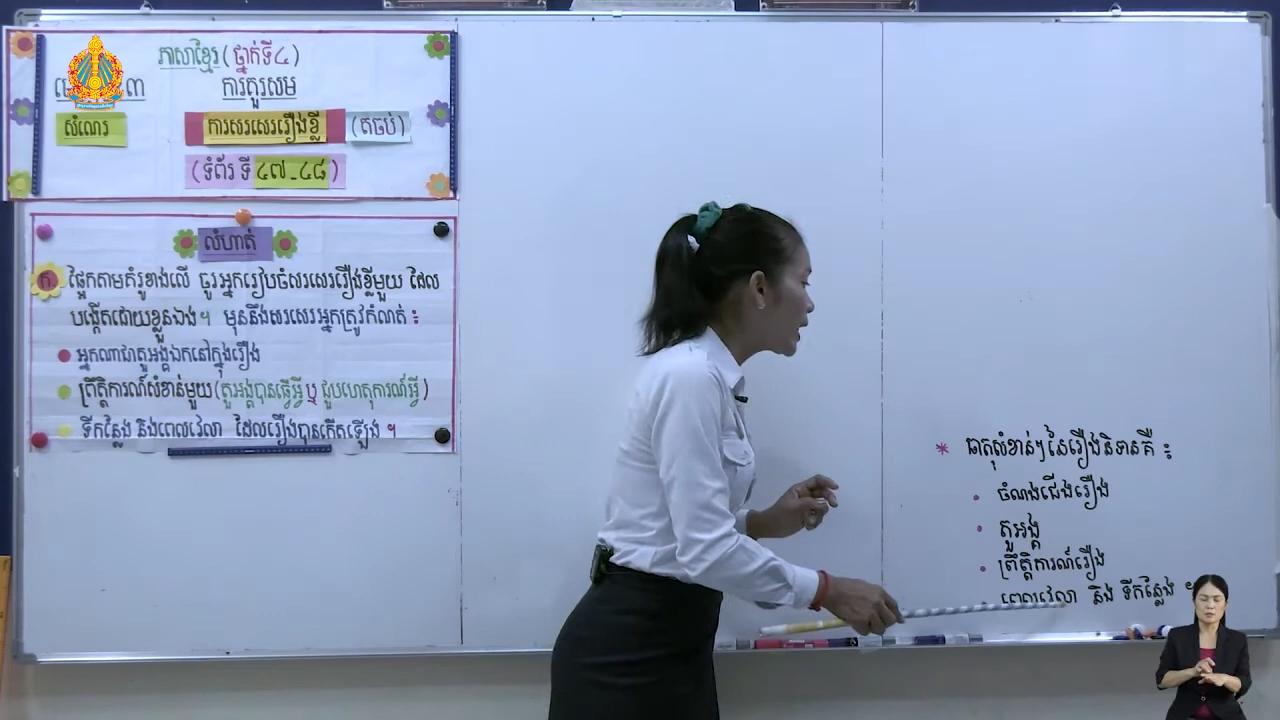 ភាសាខ្មែរ (ថ្នាក់ទី៤)
៣ ការគួរសម
សំណេរ ការសរសេររឿងខ្លី (តចប់)
(ទំព័រ ទី ៤៧-៤៨)
លំហាត់
ក ផ្អែកតាមគំរូខាងលើ ចូរអ្នករៀបចំសរសេររឿងខ្លីមួយ ដែល
បង្កើតដោយខ្លួនឯង។ មុននឹងសរសេរ អ្នកត្រូវកំណត់ ៖
អ្នកណាជាតួអង្គឯកនៅក្នុងរឿង
ព្រឹត្តិការណ៍សំខាន់មួយ(តួអង្គបានធ្វើអ្វី ឬ ជួបហេតុការណ៍អ្វី)
ទីកន្លែង និងពេលវេលា ដែលរឿងបានកើតឡើង ។
* ធាតុសំខាន់ៗ នៃរឿងនិទានគឺ ៖
• ចំណងជើងរឿង
• តួអង្គ
• ព្រឹត្តិការណ៍រឿង
ពេលវេលា និង ទីកន្លែង